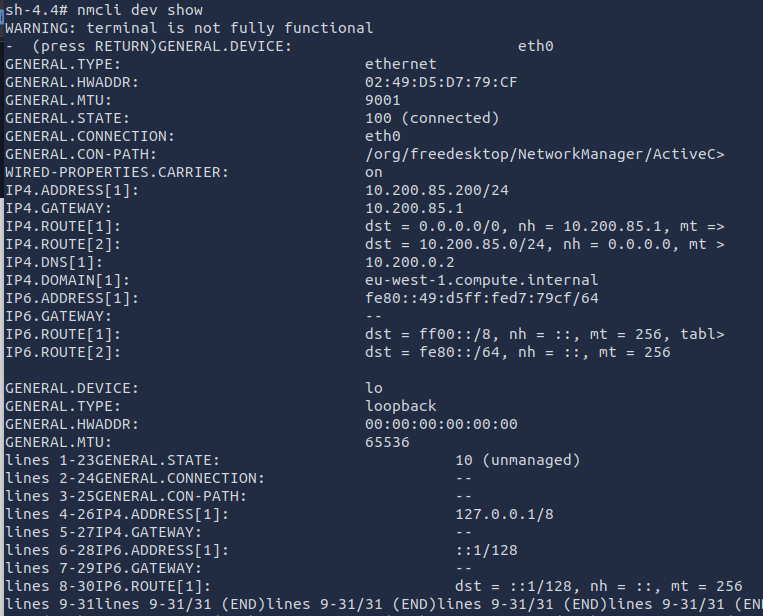 sh-4.4# nmcli dev show
WARNING: terminal is not fully functional
-  (press RETURN)GENERAL.DEVICE:                         eth0
GENERAL.TYPE:                           ethernet
GENERAL.HWADDR:                         02:49:D5:D7:79:CF
GENERAL.MTU:                            9001
GENERAL.STATE:                          100 (connected)
GENERAL.CONNECTION:                     eth0
GENERAL.CON-PATH:                       /org/freedesktop/NetworkManager/ActiveC>
WIRED-PROPERTIES.CARRIER:               on
IP4.ADDRESS[1]:                         10.200.85.200/24
IP4.GATEWAY:                            10.200.85.1
IP4.ROUTE[1]:                           dst = 0.0.0.0/0, nh = 10.200.85.1, mt =>
IP4.ROUTE[2]:                           dst = 10.200.85.0/24, nh = 0.0.0.0, mt >
IP4.DNS[1]:                             10.200.0.2
IP4.DOMAIN[1]:                          eu-west-1.compute.internal
IP6.ADDRESS[1]:                         fe80::49:d5ff:fed7:79cf/64
IP6.GATEWAY:                            --
IP6.ROUTE[1]:                           dst = ff00::/8, nh = ::, mt = 256, tabl>
IP6.ROUTE[2]:                           dst = fe80::/64, nh = ::, mt = 256
GENERAL.DEVICE:                         lo
GENERAL.TYPE:                           loopback
GENERAL.HWADDR:                         00:00:00:00:00:00
GENERAL.MTU:                            65536
lines 1-23GENERAL.STATE:                          10 (unmanaged)
lines 2-24GENERAL.CONNECTION:                     --
lines 3-25GENERAL.CON-PATH:                       --
lines 4-26IP4.ADDRESS[1]:                         127.0.0.1/8
lines 5-27IP4.GATEWAY:                            --
lines 6-28IP6.ADDRESS[1]:                         ::1/128
lines 7-29IP6.GATEWAY:                            --
lines 8-30IP6.ROUTE[1]:                           dst = ::1/128, nh = ::, mt = 256
lines 9-31lines 9-31/31 (END)lines 9-31/31 (END)lines 9-31/31 (END)lines 9-31/31 (EN